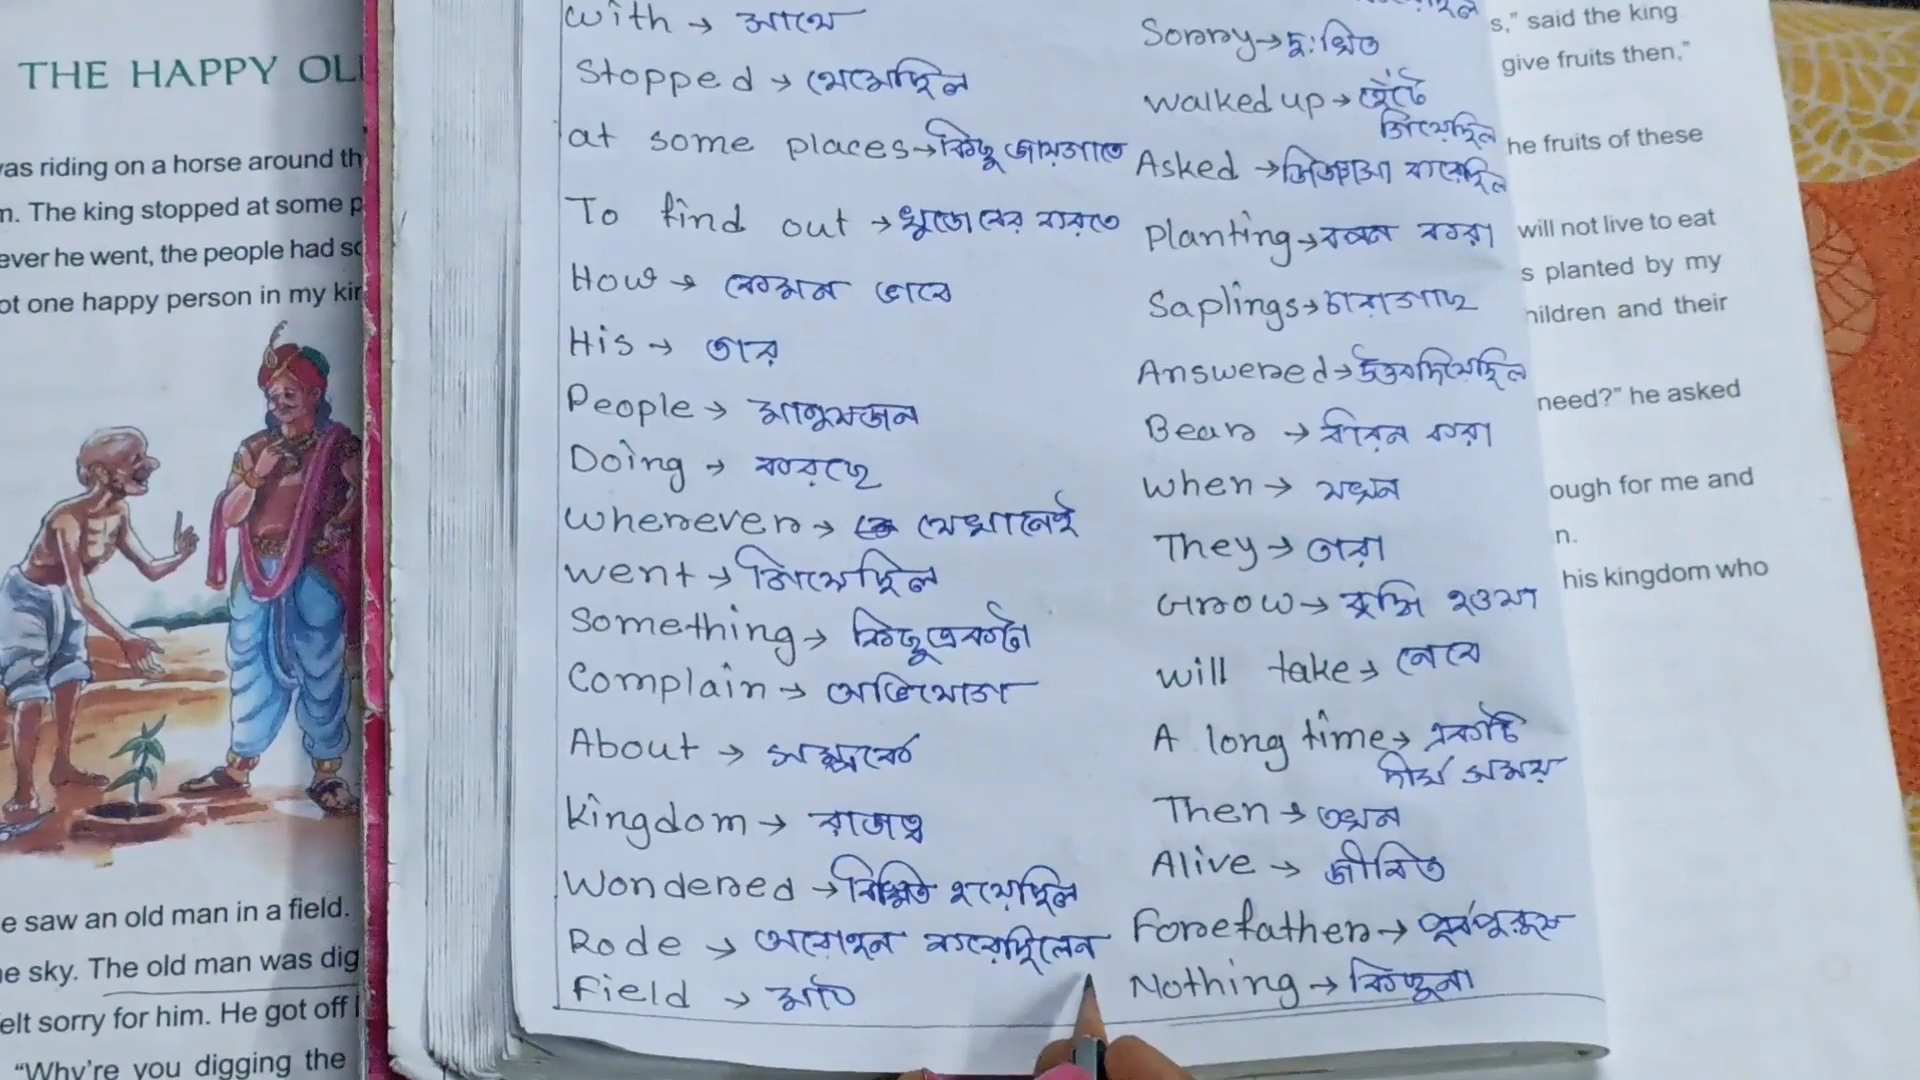 THE HAPPY OL
was riding on a horse around th
n. The king stopped at some p
ever he went, the people had so
ot one happy person in my kin
e saw an old man in a field.
e sky. The old man was dig
elt sorry for him. He got off
"Why're you digging the
With → সাথে
Stopped → থেমেছিল
at some places → কিছু জায়গাতে
To find out → খুজে বের করতে
How → কেমন ভাবে
His → তার
People → মানুষজন
Doing → করছে
Wherever → যেখানেই
Went → গিয়েছিল
Something → কিছু একটা
Complain → অভিযোগ
About → সম্পর্কে
Kingdom → রাজত্ব
Wondered → বিস্মিত হয়েছিল
Rode → আরোহন করেছিলেন
Field → মাঠ
Sorry → দু:খিত
Walked up → হেঁটে
গিয়েছিল
Asked → জিজ্ঞাসা করেছিল
Planting → বপন করা
Saplings → চারাগাছ
Answered → উত্তর দিয়েছিল
Bear → করা
When → যখন
They → তারা
Grow → বৃদ্ধি হওয়া
Will take → নেবে
A long time → একটি
দীর্ঘ সময়
Then → তখন
Alive → জীবিত
Forefather → পূর্বপুরুষ
Nothing → কিছুনা
s," said the king
give fruits then,"
he fruits of these
will not live to eat
s planted by my
hildren and their
need?" he asked
ough for me and
n.
his kingdom who